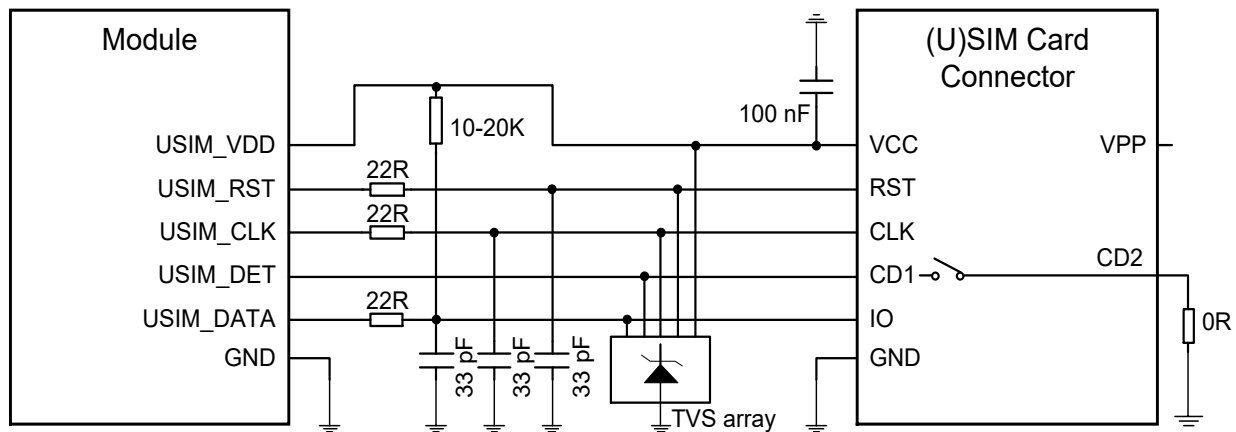 Module
(U)SIM Card
Connector
100 nF
10-20K
USIM_VDD
VCC
VPP
22R
USIM_RST
RST
22R
USIM_CLK
CLK
USIM_DET
CD1
CD2
22R
USIM_DATA
IO
0R
GND
33 pF
33 pF
33 pF
GND
TVS array